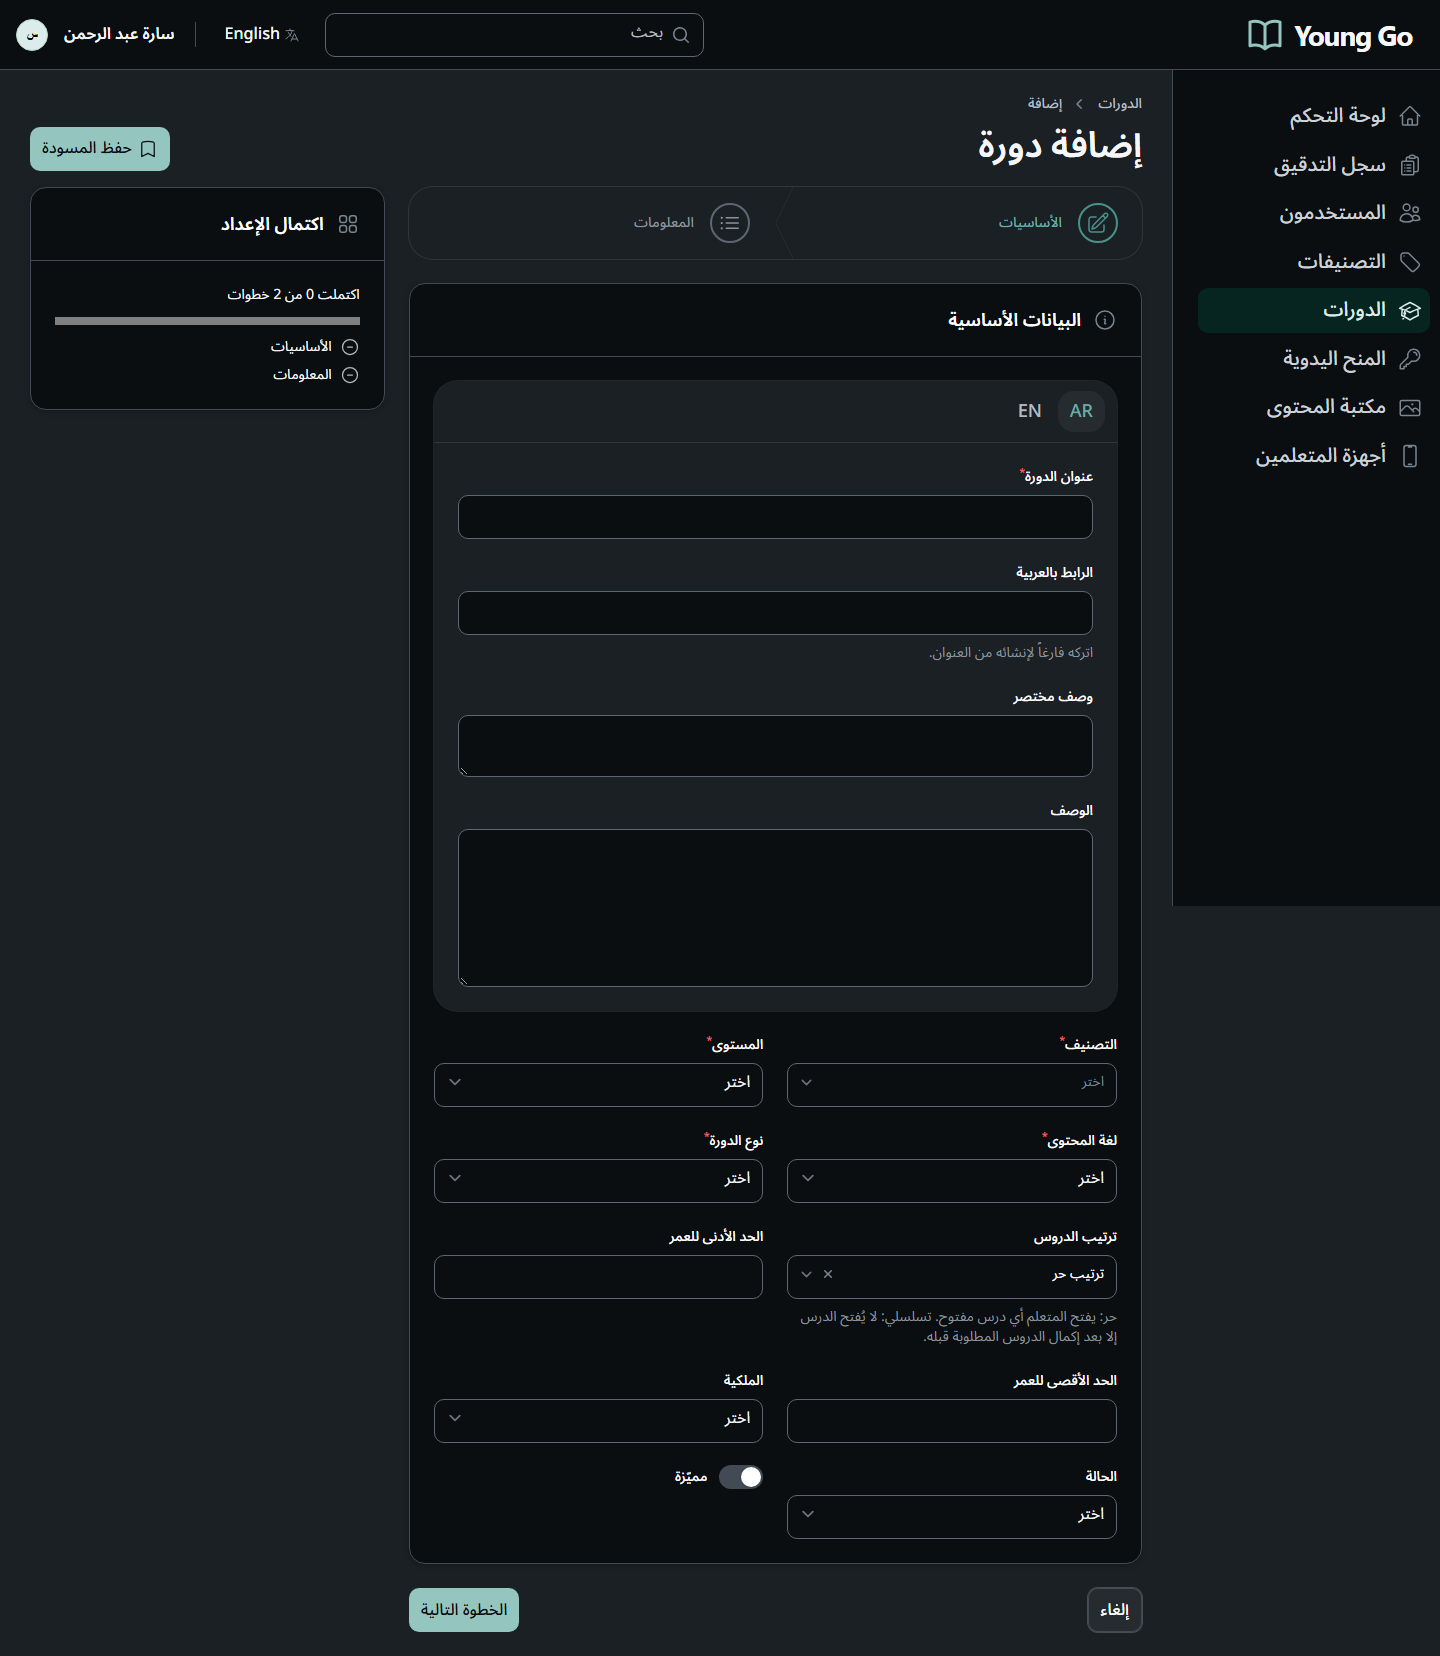 Young Go
بحث
English
سارة عبد الرحمن
س
لوحة التحكم
سجل التدقيق
المستخدمون
التصنيفات
الدورات
المنح اليدوية
مكتبة المحتوى
أجهزة المتعلمين
الدورات
إضافة
إضافة دورة
حفظ المسودة
الأساسيات
المعلومات
اكتمال الإعداد
اكتملت 0 من 2 خطوات
الأساسيات
المعلومات
البيانات الأساسية
AR
EN
عنوان الدورة*
الرابط بالعربية
اتركه فارغاً لإنشائه من العنوان.
وصف مختصر
الوصف
التصنيف*
اختر
المستوى*
اختر
لغة المحتوى*
اختر
نوع الدورة*
اختر
ترتيب الدروس
ترتيب حر
حر: يفتح المتعلم أي درس مفتوح. تسلسلي: لا يُفتح الدرس
إلا بعد إكمال الدروس المطلوبة قبله.
الحد الأدنى للعمر
الحد الأقصى للعمر
الملكية
اختر
الحالة
اختر
مميّزة
إلغاء
الخطوة التالية